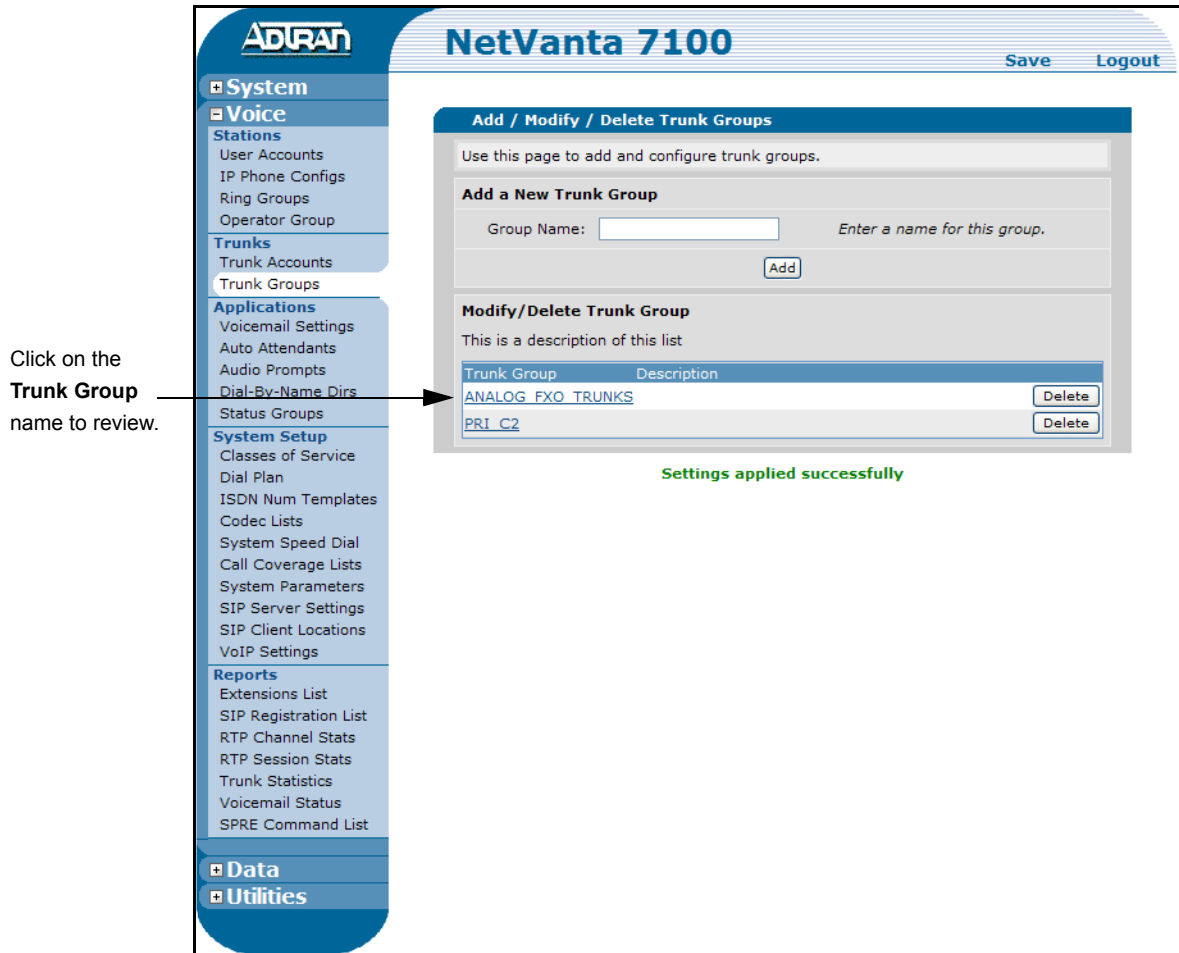 ADTRAN
NetVanta 7100
Save Logout
System
Voice
Stations
User Accounts
IP Phone Configs
Ring Groups
Operator Group
Trunks
Trunk Accounts
Trunk Groups
Applications
Voicemail Settings
Auto Attendants
Audio Prompts
Dial-By-Name Dirs
Status Groups
System Setup
Classes of Service
Dial Plan
ISDN Num Templates
Codec Lists
System Speed Dial
Call Coverage Lists
System Parameters
SIP Server Settings
SIP Client Locations
VoIP Settings
Reports
Extensions List
SIP Registration List
RTP Channel Stats
RTP Session Stats
Trunk Statistics
Voicemail Status
SPRE Command List
Data
Utilities
Add / Modify / Delete Trunk Groups
Use this page to add and configure trunk groups.
Add a New Trunk Group
Group Name: Enter a name for this group.
Add
Modify/Delete Trunk Group
This is a description of this list
Trunk Group Description
ANALOG_FXO_TRUNKS Delete
PRI_C2 Delete
Settings applied successfully
Click on the
Trunk Group
name to review.